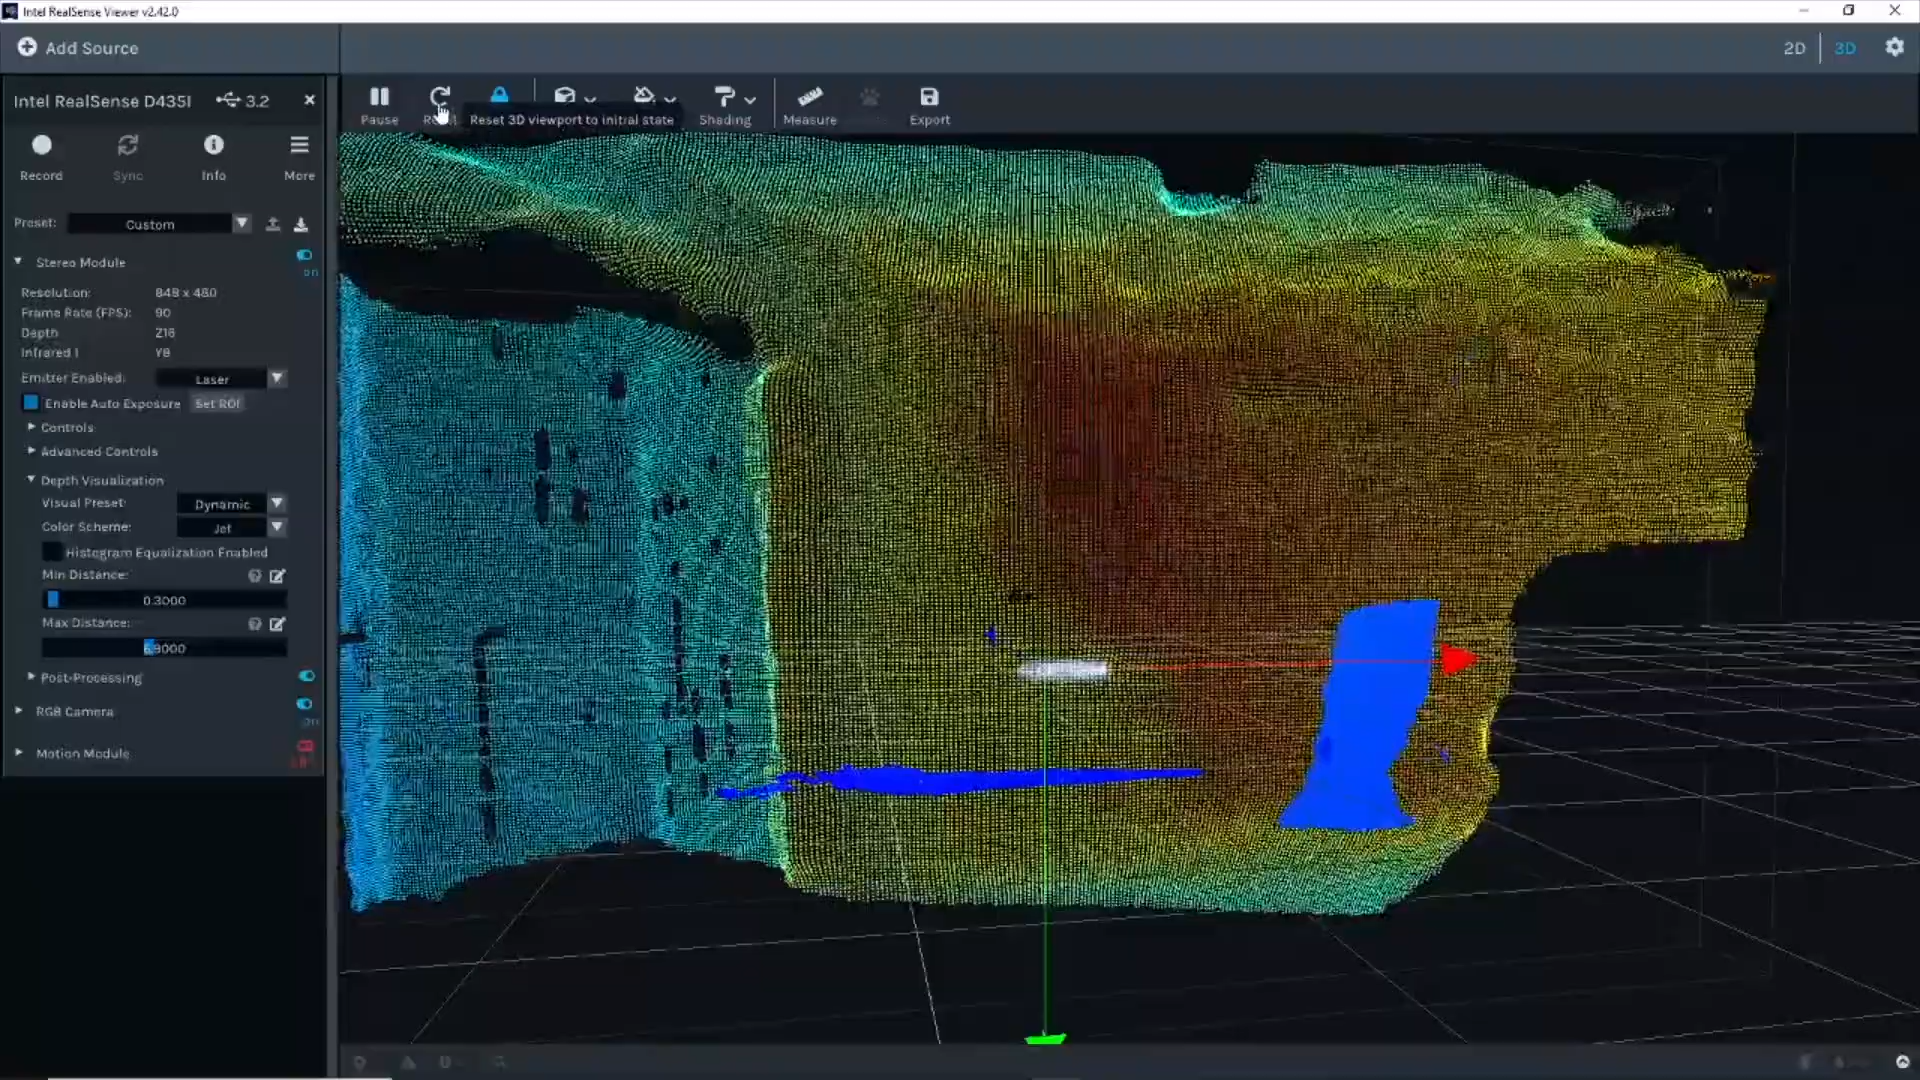 Intel RealSense Viewer v2.42.0
Add Source
2D
3D
Intel RealSense D435I
3.2
Pause
Reset 3D viewport to initial state
Shading
Measure
Export
Record
Sync
Info
More
Preset:
Custom
Stereo Module
on
Resolution:
848 x 480
Frame Rate (FPS):
90
Depth
Z16
Infrared 1
Y8
Emitter Enabled:
Laser
Enable Auto Exposure
Set ROI
Controls
Advanced Controls
Depth Visualization
Visual Preset:
Dynamic
Color Scheme:
Jet
Histogram Equalization Enabled
Min Distance:
0.3000
Max Distance:
6.9000
Post-Processing
RGB Camera
on
Motion Module